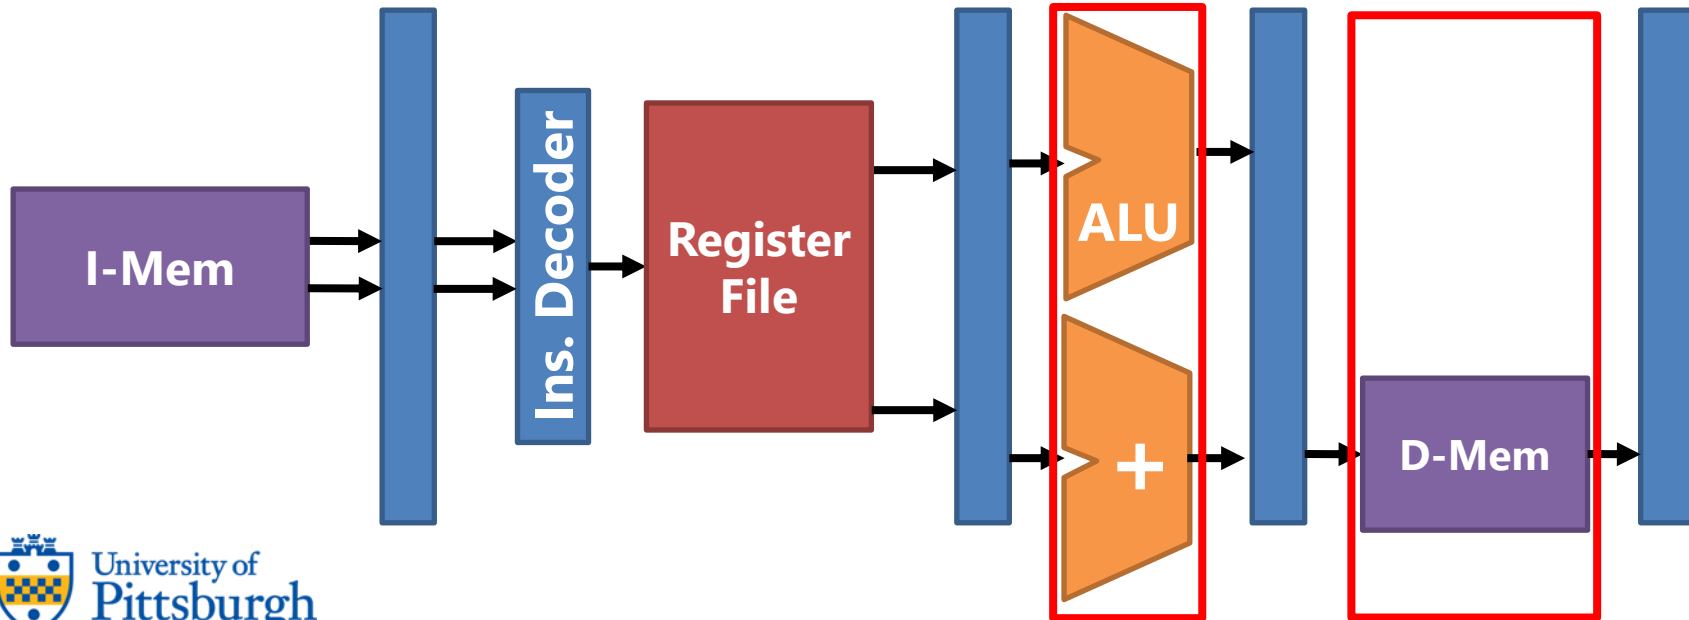 I-Mem
Ins. Decoder
Register
File
ALU
+
D-Mem
University of
Pittsburgh